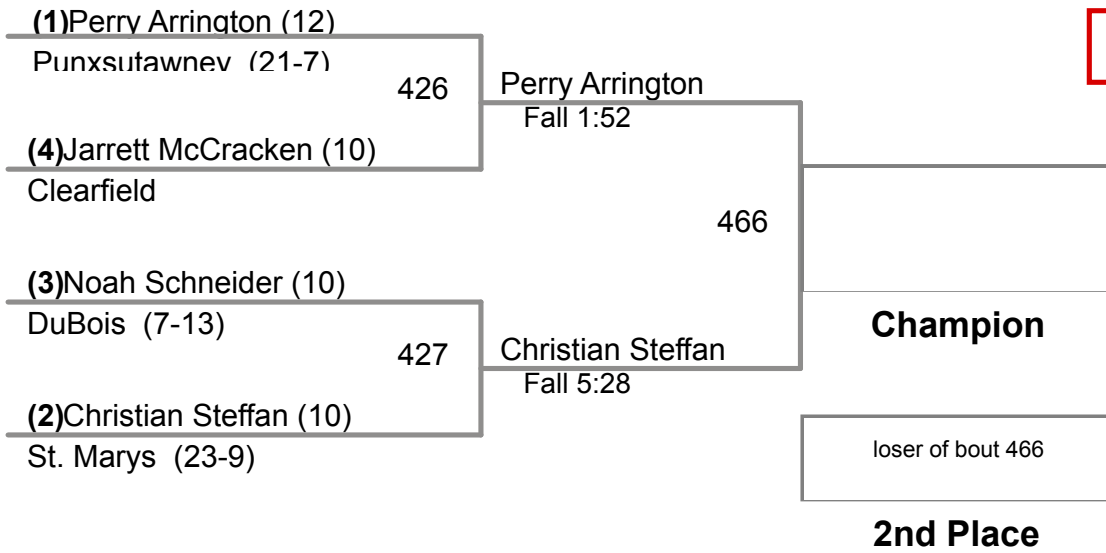 (1)Perry Arrington (12)
Punxsutawney (21-7)
426
Perry Arrington
Fall 1:52
(4)Jarrett McCracken (10)
Clearfield
466
(3)Noah Schneider (10)
DuBois (7-13)
427
Christian Steffan
Fall 5:28
(2)Christian Steffan (10)
St. Marys (23-9)
Champion
loser of bout 466
2nd Place